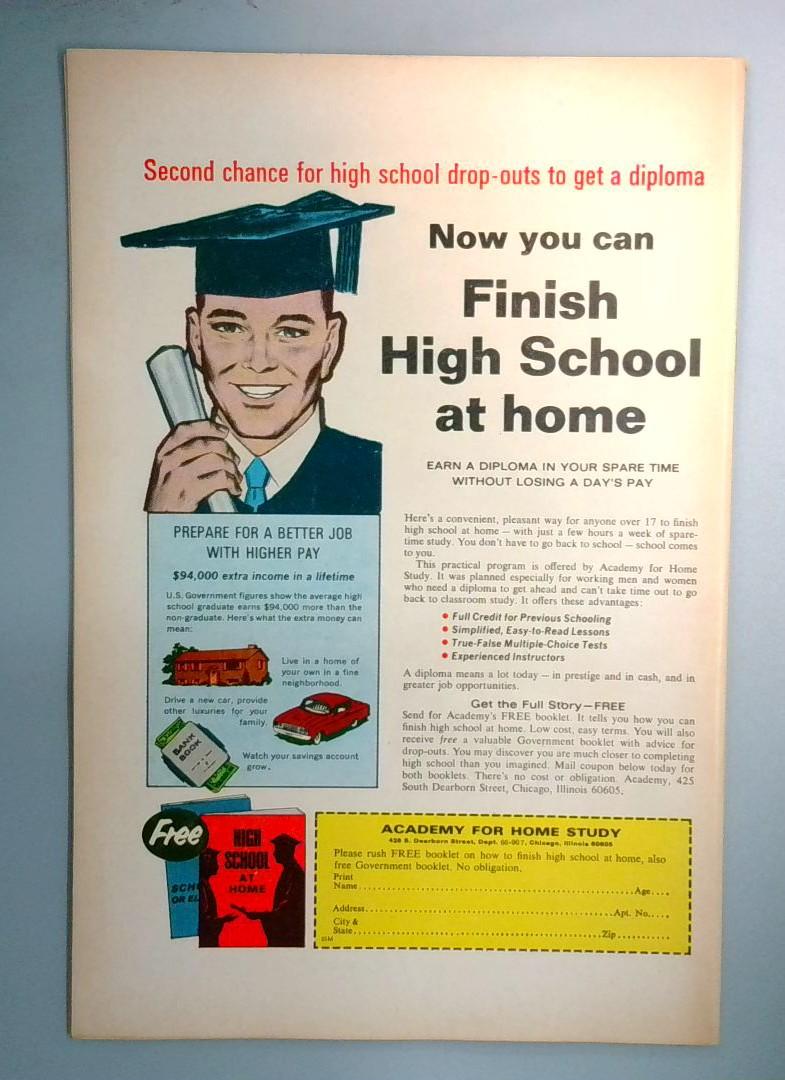 Second chance for high school drop-outs to get a diploma
Now you can
Finish
High School
at home
EARN A DIPLOMA IN YOUR SPARE TIME
WITHOUT LOSING A DAY'S PAY
PREPARE FOR A BETTER JOB
WITH HIGHER PAY
$94,000 extra income in a lifetime
U.S. Government figures show the average high
school graduate earns $94,000 more than the
non-graduate. Here's what the extra money can
mean:
Live in a home of
your own in a fine
neighborhood.
Drive a new car, provide
other luxuries for your
family.
BANK
BOOK
Watch your savings account
grow.
Here's a convenient, pleasant way for anyone over 17 to finish
high school at home — with just a few hours a week of spare-
time study. You don't have to go back to school — school comes
to you.
This practical program is offered by Academy for Home
Study. It was planned especially for working men and women
who need a diploma to get ahead and can't take time out to go
back to classroom study. It offers these advantages:
• Full Credit for Previous Schooling
• Simplified, Easy-to-Read Lessons
• True-False Multiple-Choice Tests
• Experienced Instructors
A diploma means a lot today — in prestige and in cash, and in
greater job opportunities.
Get the Full Story—FREE
Send for Academy's FREE booklet. It tells you how you can
finish high school at home. Low cost, easy terms. You will also
receive free a valuable Government booklet with advice for
drop-outs. You may discover you are much closer to completing
high school than you imagined. Mail coupon below today for
both booklets. There's no cost or obligation. Academy, 425
South Dearborn Street, Chicago, Illinois 60605.
Free
HIGH
SCHOOL
AT
HOME
SCH
OR EL
ACADEMY FOR HOME STUDY
425 S. Dearborn Street, Dept. Chicago, Illinois 60605
Please rush FREE booklet on how to finish high school at home, also
free Government booklet. No obligation.
Print
Name..........Age....
Address..........Apt. No.....
City &
State..........Zip..........